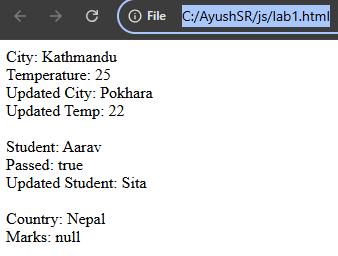 File C:/AyushSR/js/lab1.html
City: Kathmandu
Temperature: 25
Updated City: Pokhara
Updated Temp: 22
Student: Aarav
Passed: true
Updated Student: Sita
Country: Nepal
Marks: null